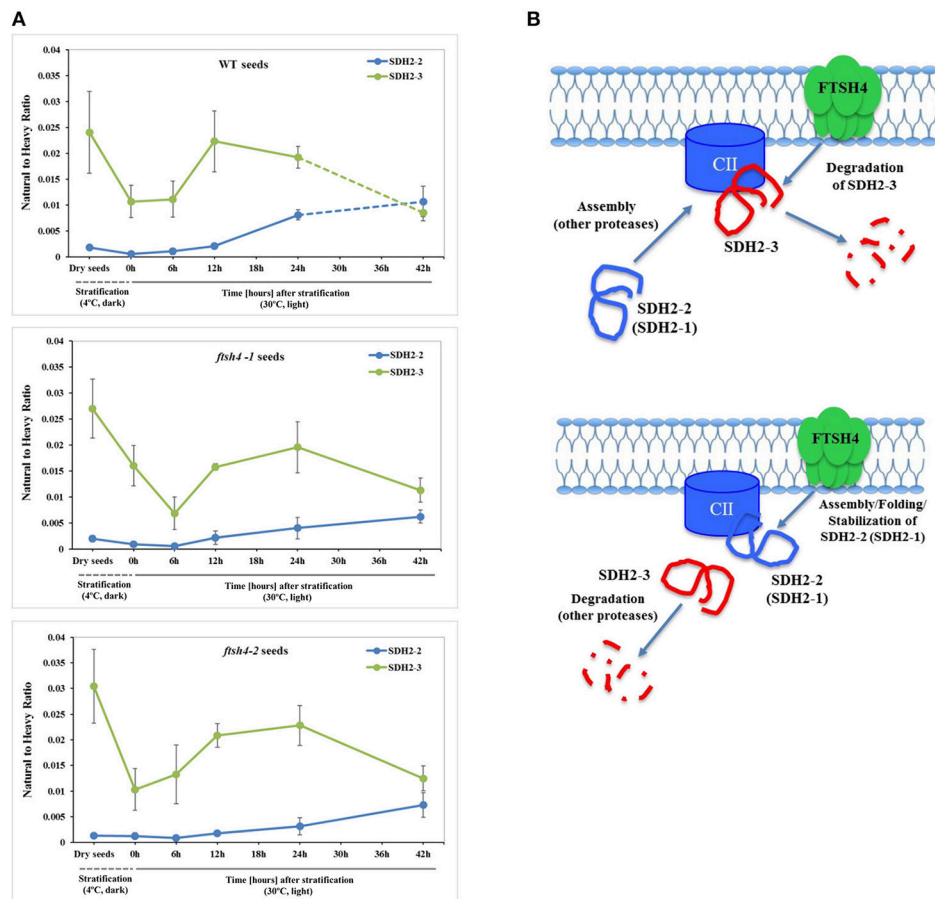 A
WT seeds
SDH2-2
SDH2-3
Natural to Heavy Ratio
0.04
0.035
0.03
0.025
0.02
0.015
0.01
0.005
0
Dry seeds 0h 6h 12h 18h 24h 30h 36h 42h
Stratification
(4°C, dark)
Time [hours] after stratification
(30°C, light)
ftsh4 -1 seeds
SDH2-2
SDH2-3
Natural to Heavy Ratio
0.04
0.035
0.03
0.025
0.02
0.015
0.01
0.005
0
Dry seeds 0h 6h 12h 18h 24h 30h 36h 42h
Stratification
(4°C, dark)
Time [hours] after stratification
(30°C, light)
ftsh4-2 seeds
SDH2-2
SDH2-3
Natural to Heavy Ratio
0.04
0.035
0.03
0.025
0.02
0.015
0.01
0.005
0
Dry seeds 0h 6h 12h 18h 24h 30h 36h 42h
Stratification
(4°C, dark)
Time [hours] after stratification
(30°C, light)
B
FTSH4
CII
Degradation
of SDH2-3
Assembly
(other proteases)
SDH2-3
SDH2-2
(SDH2-1)
FTSH4
CII
Assembly/Folding/
Stabilization of
SDH2-2 (SDH2-1)
SDH2-3
SDH2-2
(SDH2-1)
Degradation
(other proteases)